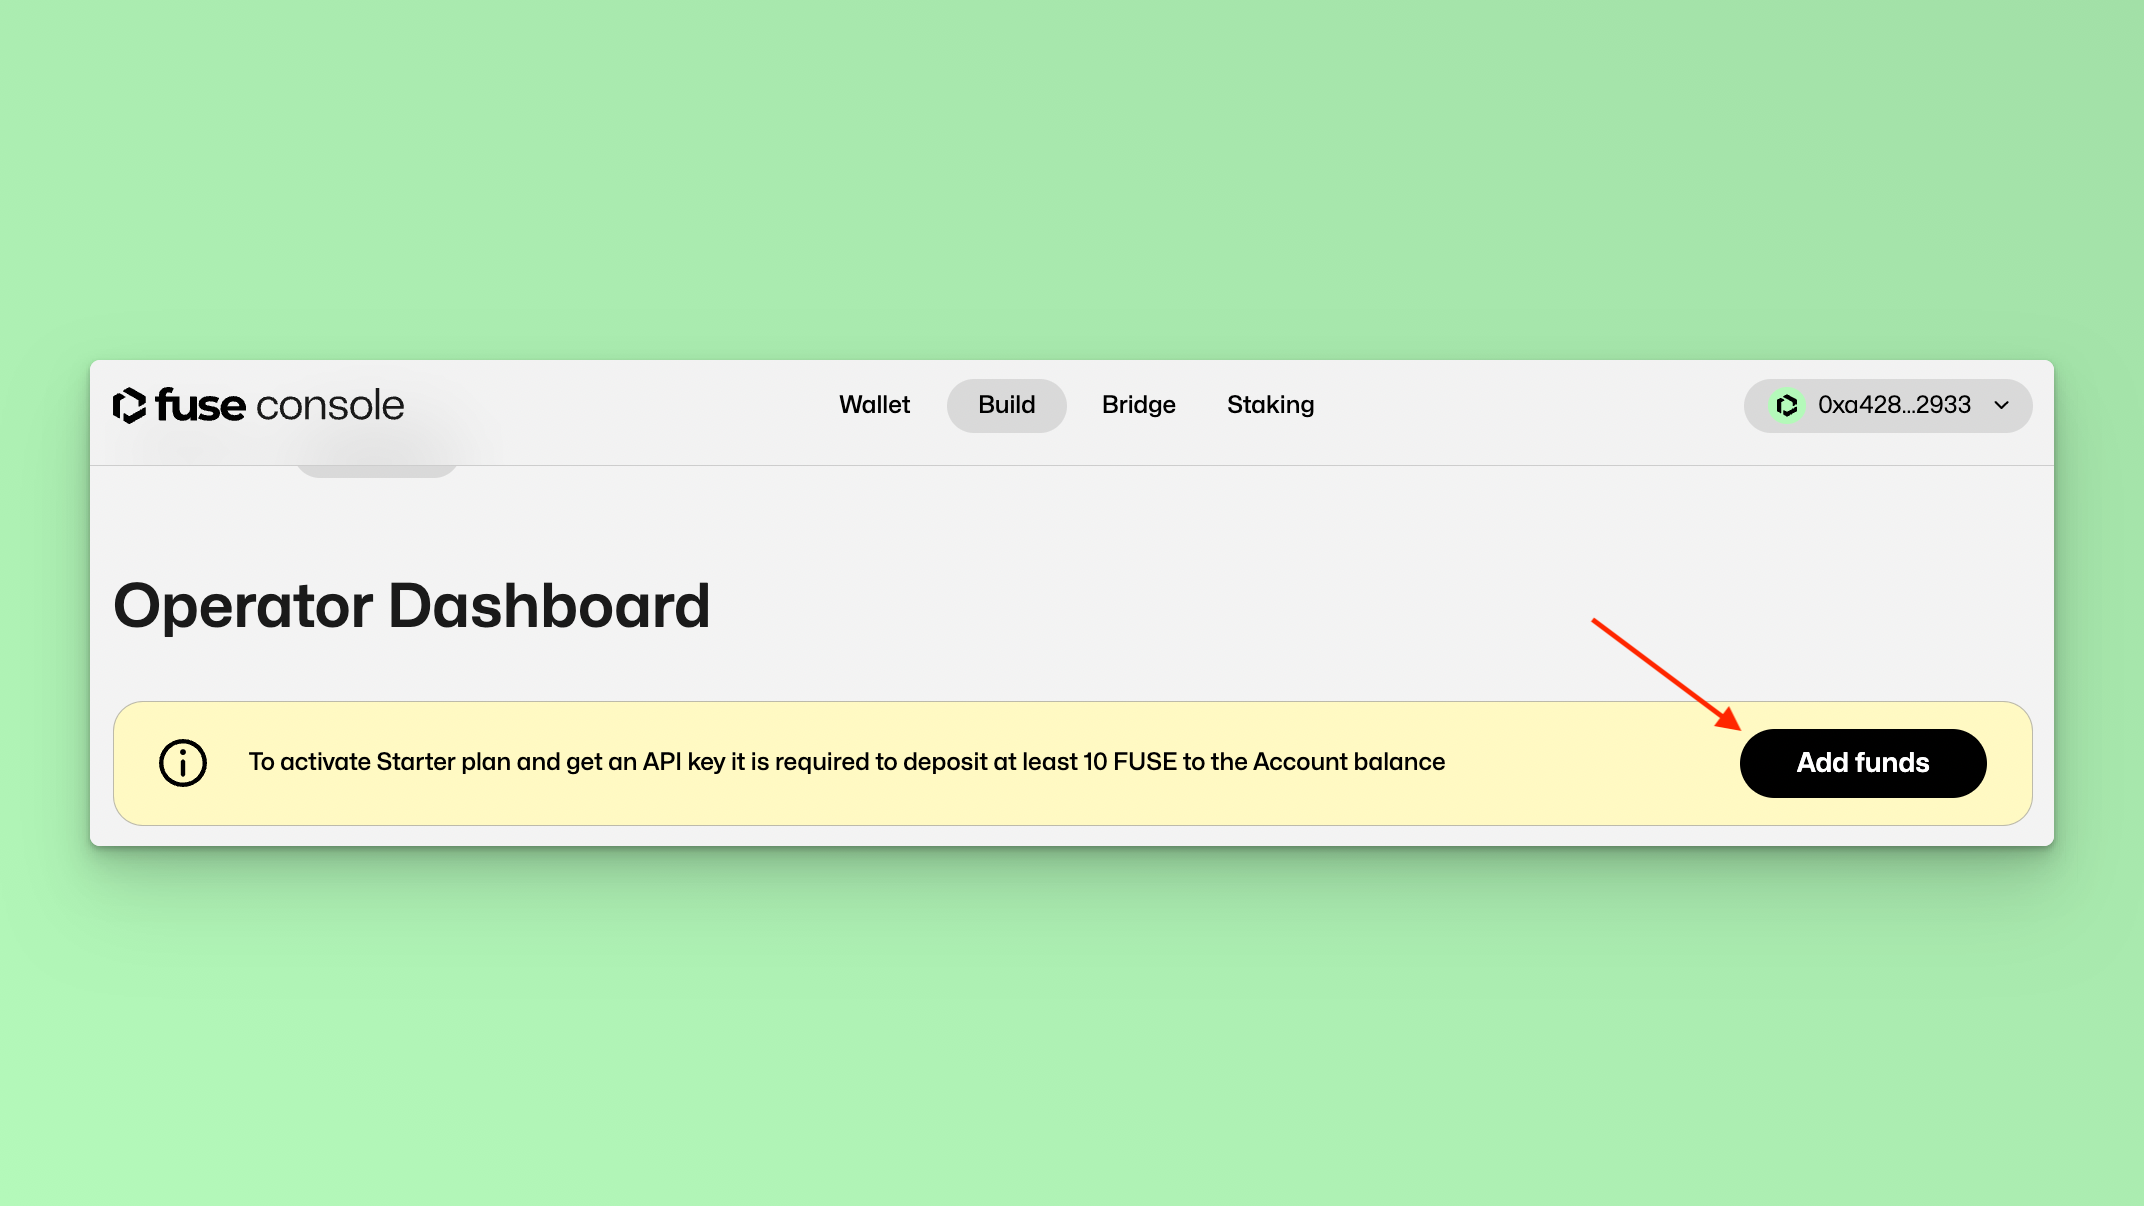 fuse console
Wallet
Build
Bridge
Staking
0xa428...2933
Operator Dashboard
To activate Starter plan and get an API key it is required to deposit at least 10 FUSE to the Account balance
Add funds